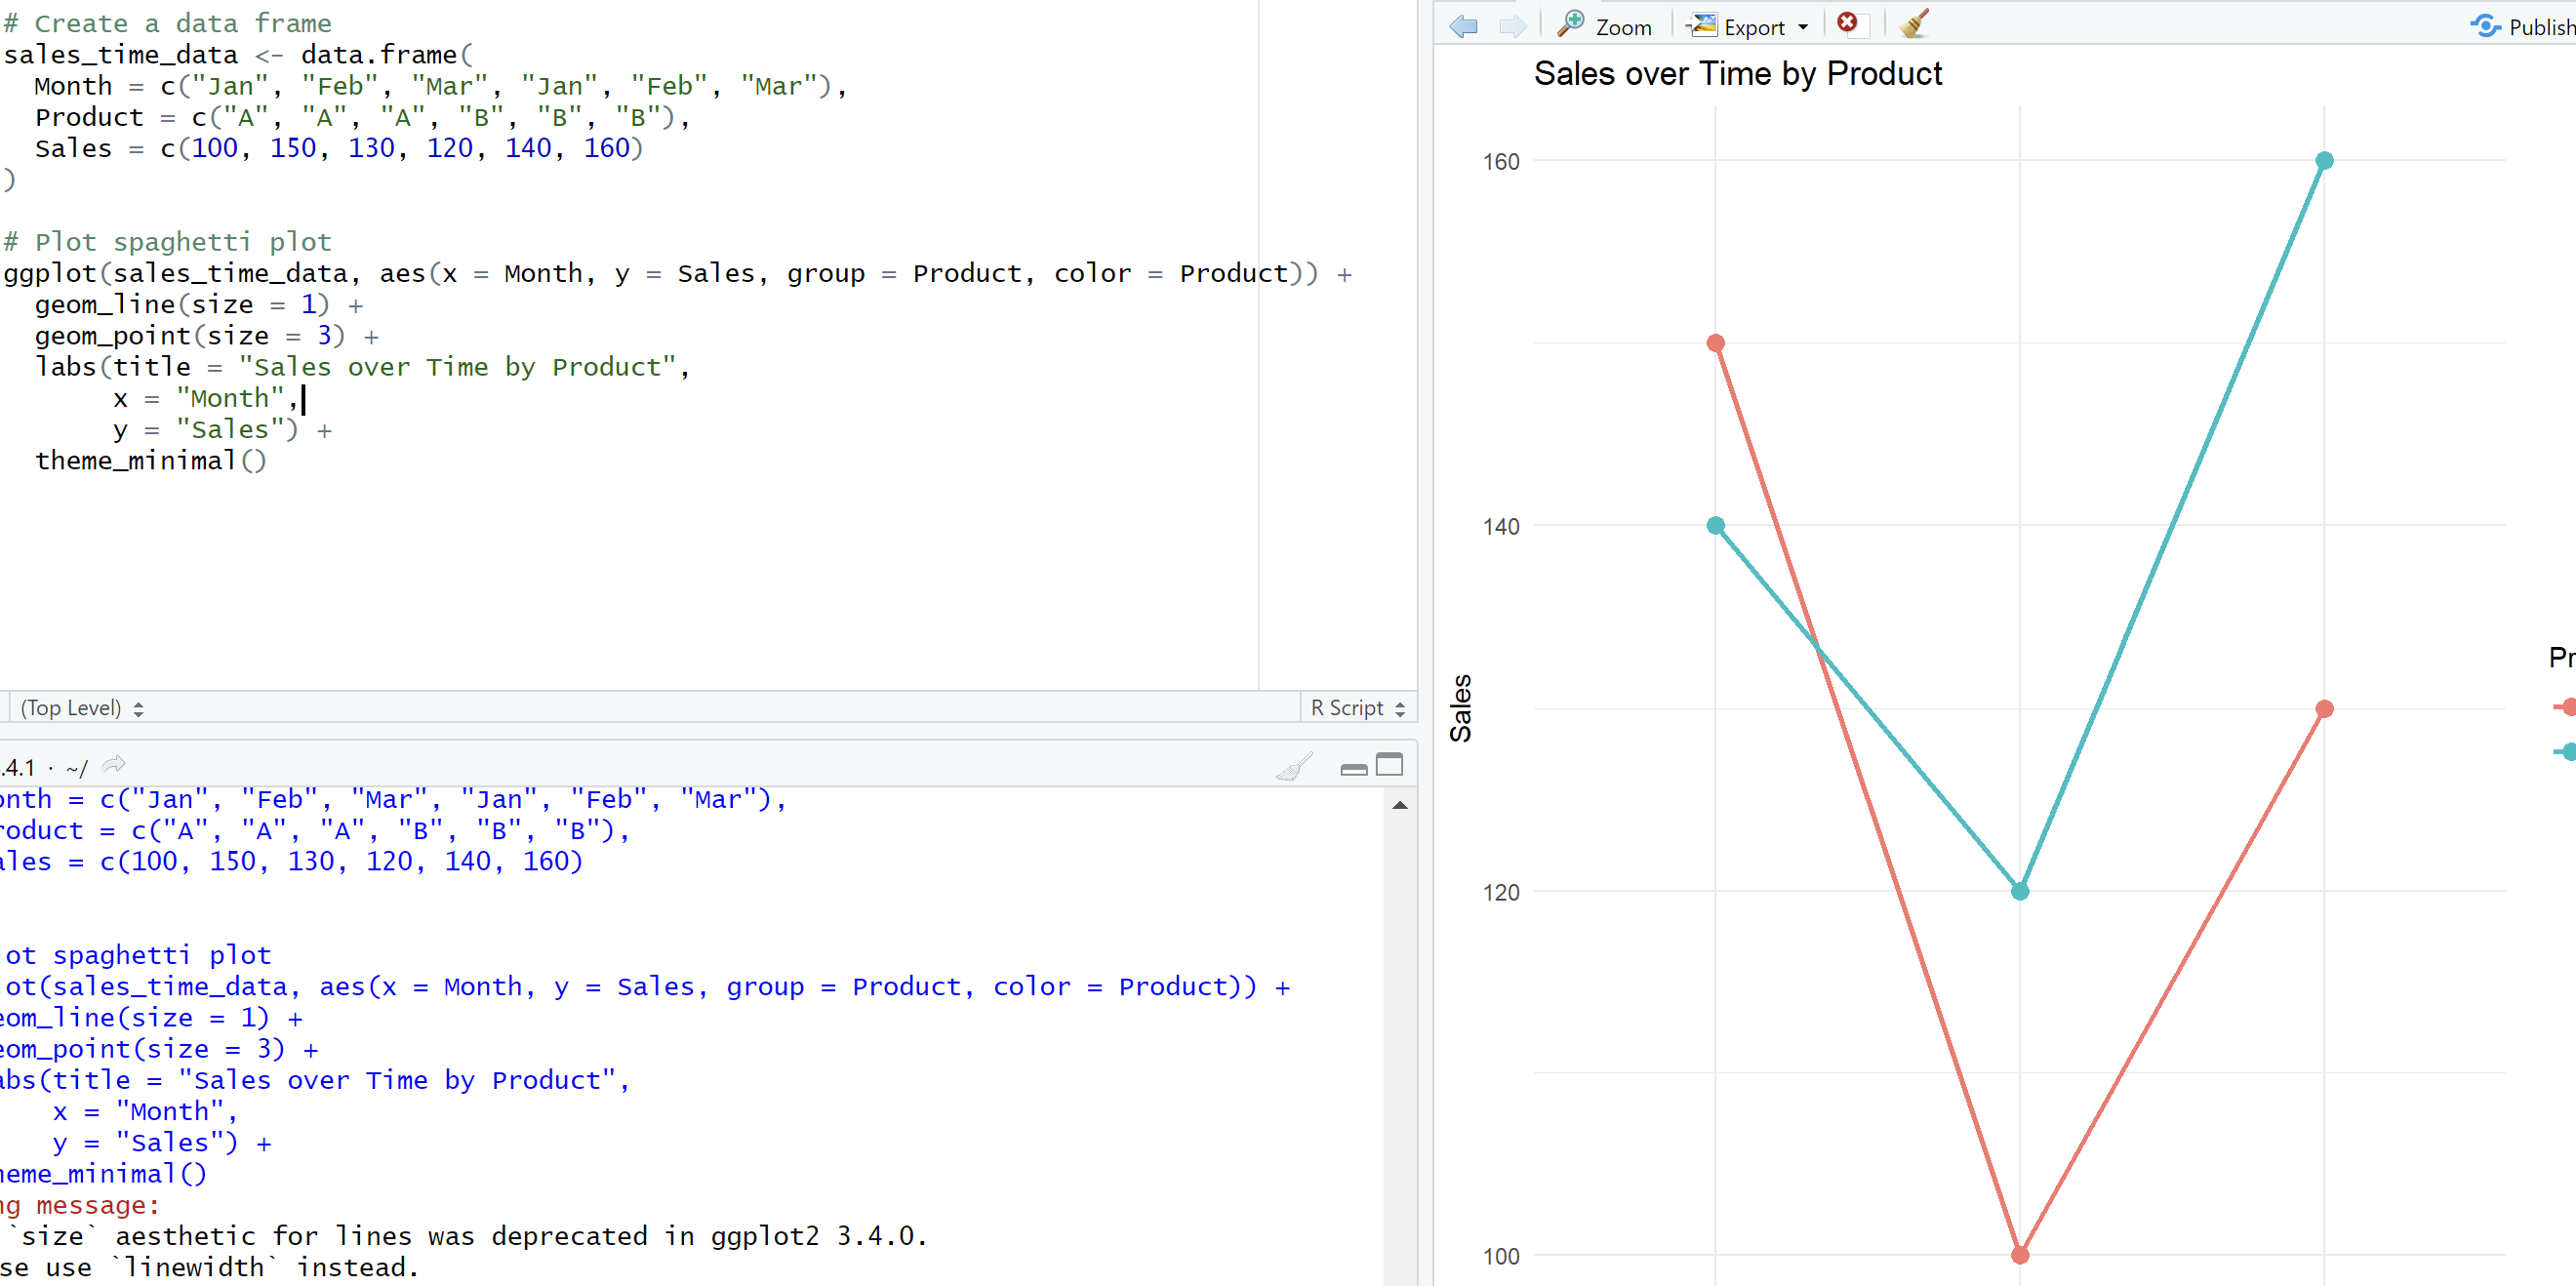 # Create a data frame
sales_time_data <- data.frame(
  Month = c("Jan", "Feb", "Mar", "Jan", "Feb", "Mar"),
  Product = c("A", "A", "A", "B", "B", "B"),
  Sales = c(100, 150, 130, 120, 140, 160)
)
# Plot spaghetti plot
ggplot(sales_time_data, aes(x = Month, y = Sales, group = Product, color = Product)) +
  geom_line(size = 1) +
  geom_point(size = 3) +
  labs(title = "Sales over Time by Product",
       x = "Month",
       y = "Sales") +
  theme_minimal()
(Top Level)
R Script
.4.1 · ~/
onth = c("Jan", "Feb", "Mar", "Jan", "Feb", "Mar"),
roduct = c("A", "A", "A", "B", "B", "B"),
ales = c(100, 150, 130, 120, 140, 160)
ot spaghetti plot
ot(sales_time_data, aes(x = Month, y = Sales, group = Product, color = Product)) +
eom_line(size = 1) +
eom_point(size = 3) +
abs(title = "Sales over Time by Product",
     x = "Month",
     y = "Sales") +
heme_minimal()
ng message:
`size` aesthetic for lines was deprecated in ggplot2 3.4.0.
se use `linewidth` instead.
Zoom
Export
Publish
Sales over Time by Product
160
140
120
100
Sales
Pr